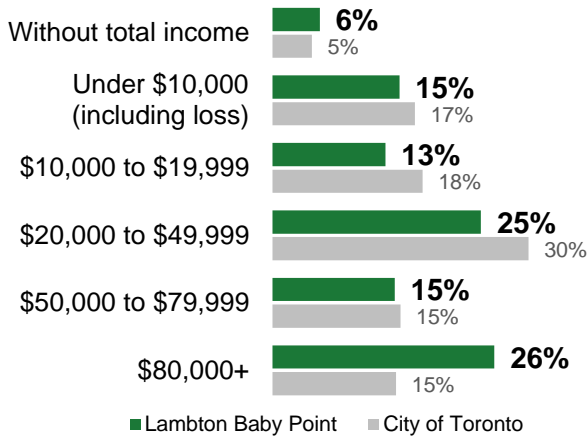 Without total income
6%
5%
Under $10,000
(including loss)
15%
17%
$10,000 to $19,999
13%
18%
$20,000 to $49,999
25%
30%
$50,000 to $79,999
15%
15%
$80,000+
26%
15%
Lambton Baby Point City of Toronto